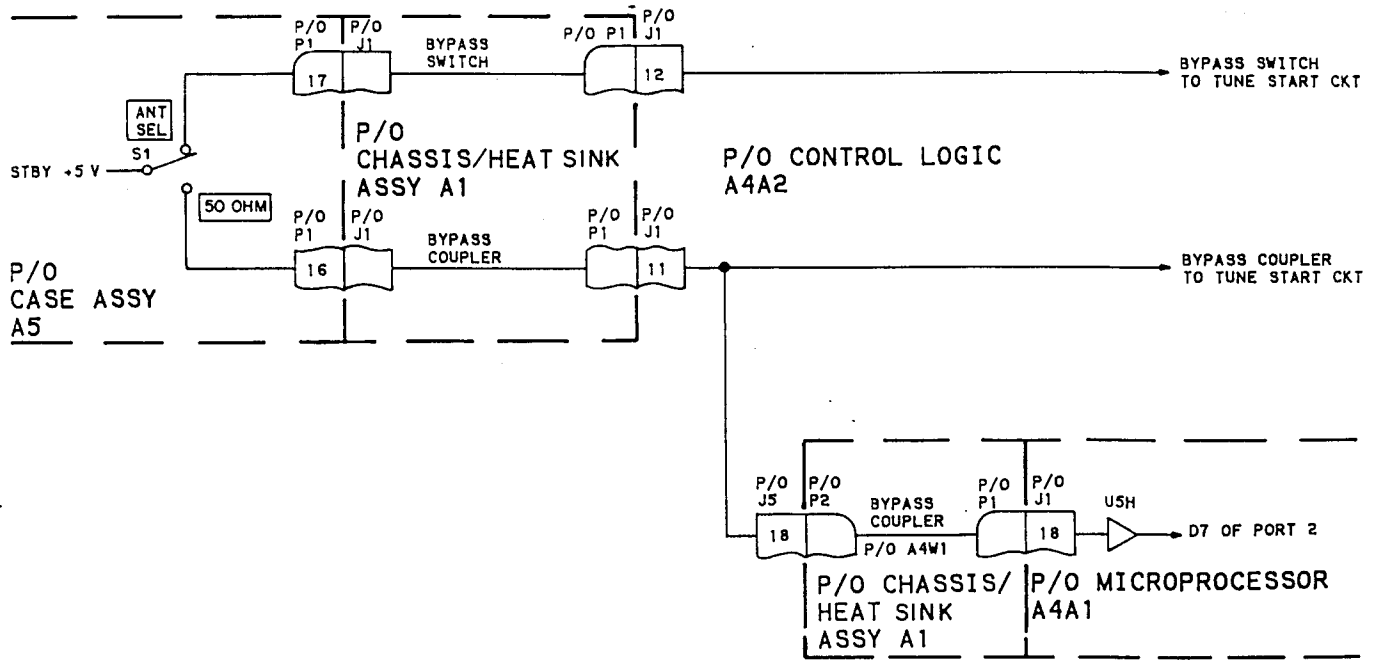 P/O P/O
P1 J1
BYPASS
SWITCH
P/O P1
P/O
J1
17
12
BYPASS SWITCH
TO TUNE START CKT
ANT
SEL
S1
STBY +5 V
50 OHM
P/O
CHASSIS/HEAT SINK
ASSY A1
P/O CONTROL LOGIC
A4A2
P/O P/O
P1 J1
BYPASS
COUPLER
P/O P/O
P1 J1
16
11
BYPASS COUPLER
TO TUNE START CKT
P/O
CASE ASSY
A5
P/O P/O
J5 P2
BYPASS
COUPLER
P/O A4W1
P/O P/O
P1 J1
18
18
U5H
D7 OF PORT 2
P/O CHASSIS/
HEAT SINK
ASSY A1
P/O MICROPROCESSOR
A4A1